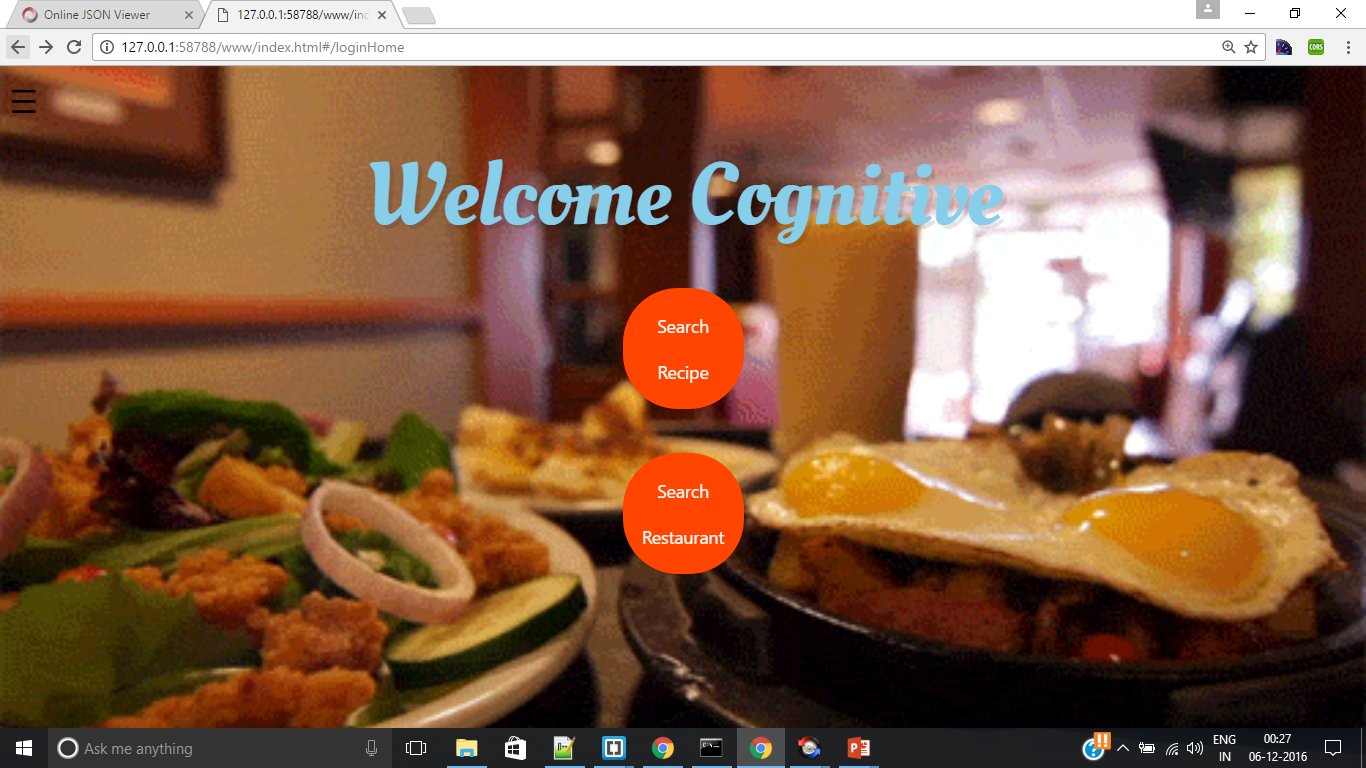 Online JSON Viewer
127.0.0.1:58788/www/inc
127.0.0.1:58788/www/index.html#/loginHome
CORS
Welcome Cognitive
Search
Recipe
Search
Restaurant
Ask me anything
ENG
IN
00:27
06-12-2016